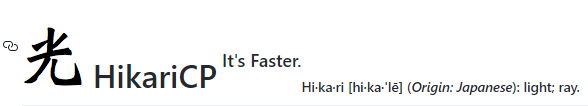 光 HikariCP It's Faster.
Hi·ka·ri [hi·ka·'lē] (Origin: Japanese): light; ray.